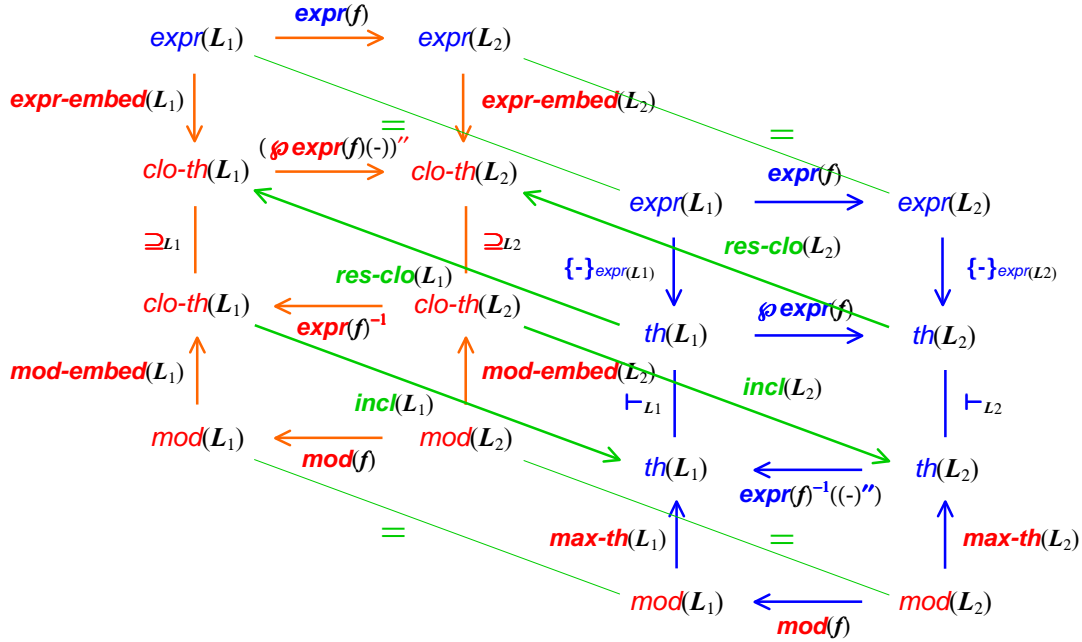 expr(f)
expr(L₁) expr(L₂)
expr-embed(L₁) expr-embed(L₂)
= =
(℘ expr(f)(-))″
clo-th(L₁) clo-th(L₂) expr(f)
expr(L₁) expr(L₂)
⊇L1 ⊇L2 res-clo(L₂)
res-clo(L₁) {-}expr(L1) {-}expr(L2)
clo-th(L₁) clo-th(L₂) ℘ expr(f)
expr(f)⁻¹ th(L₁) th(L₂)
mod-embed(L₁) mod-embed(L₂)
incl(L₁) incl(L₂)
⊢L1 ⊢L2
mod(L₁) mod(L₂)
mod(f) th(L₁) th(L₂)
expr(f)⁻¹((-)″)
= max-th(L₁) = max-th(L₂)
mod(L₁) mod(L₂)
mod(f)